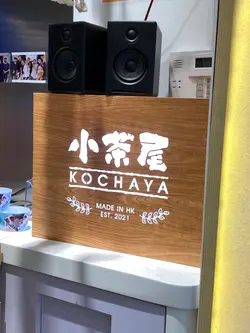 小茶屋
KOCHAYA
MADE IN HK
EST. 2021